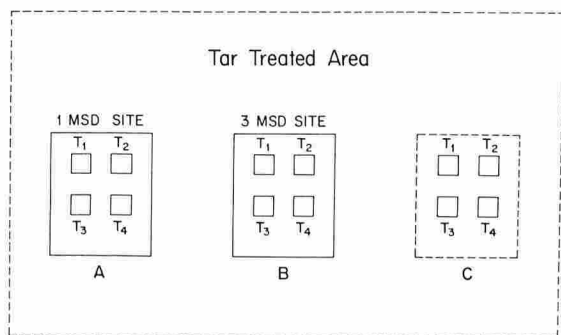 Tar Treated Area
1 MSD SITE 3 MSD SITE
T₁ T₂ T₁ T₂ T₁ T₂
T₃ T₄ T₃ T₄ T₃ T₄
A B C